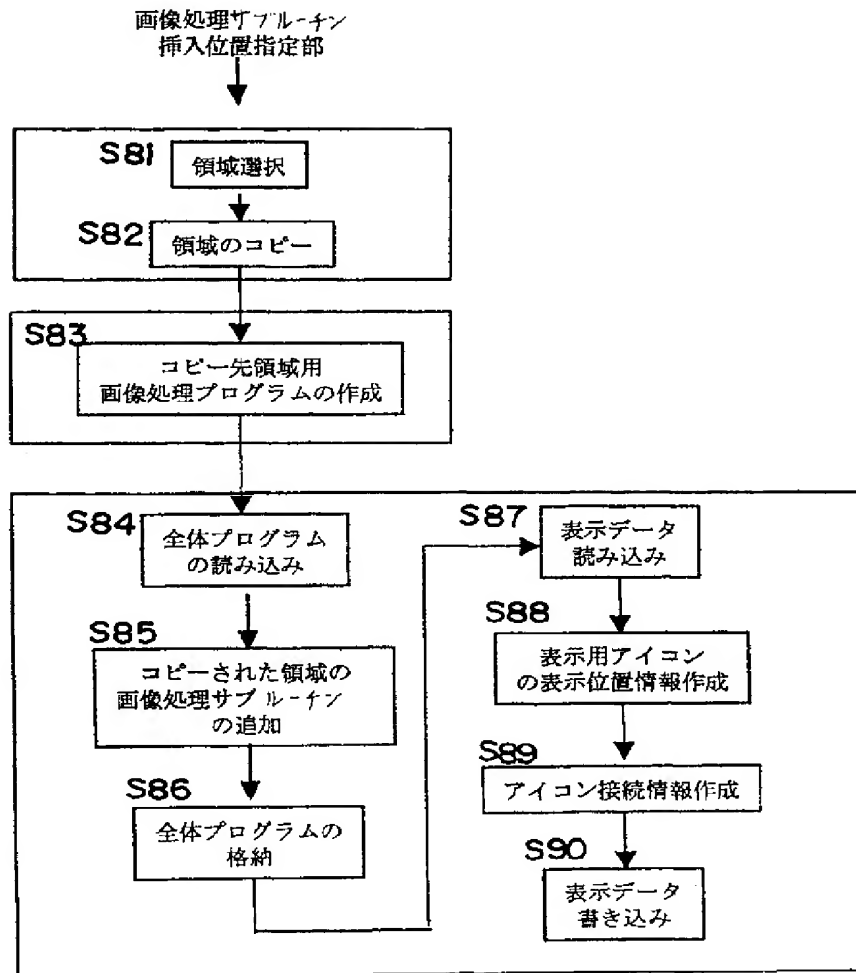 画像処理サブルーチン
挿入位置指定部
S81
領域選択
S82
領域のコピー
S83
コピー先領域用
画像処理プログラムの作成
S84
全体プログラム
の読み込み
S85
コピーされた領域の
画像処理サブルーチン
の追加
S86
全体プログラムの
格納
S87
表示データ
読み込み
S88
表示用アイコン
の表示位置情報作成
S89
アイコン接続情報作成
S90
表示データ
書き込み